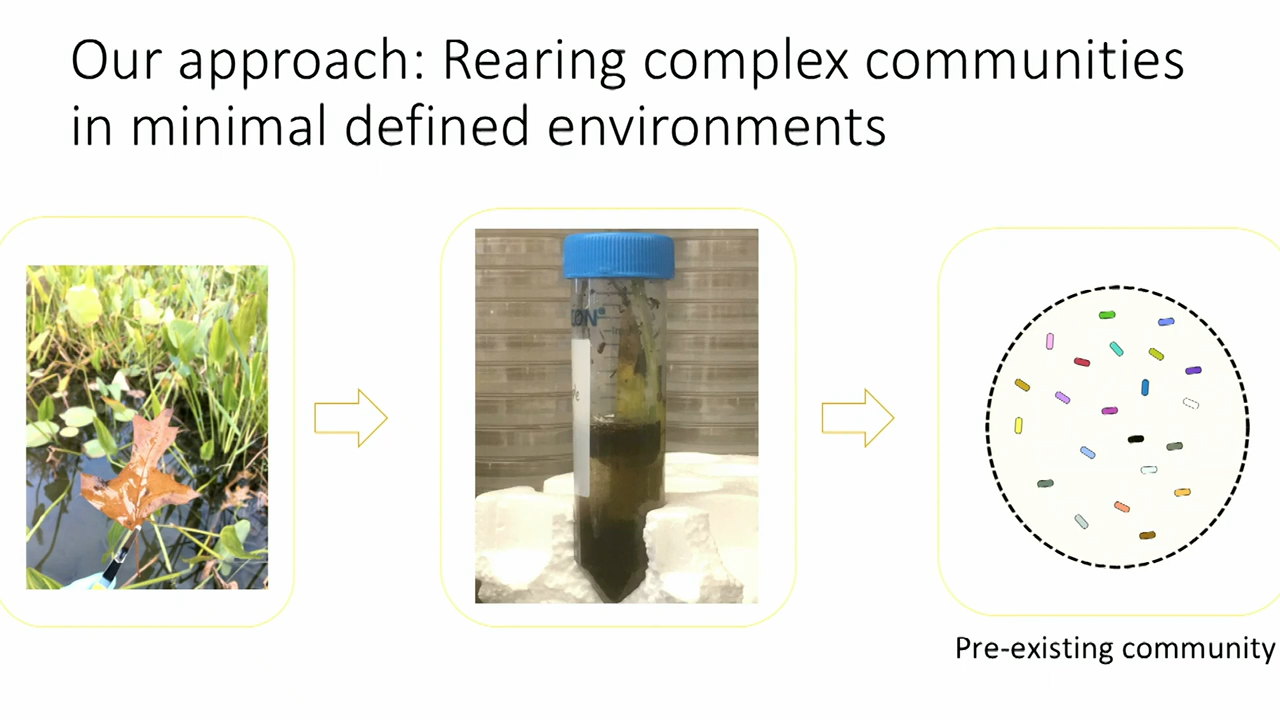 Our approach: Rearing complex communities
in minimal defined environments
Pre-existing community